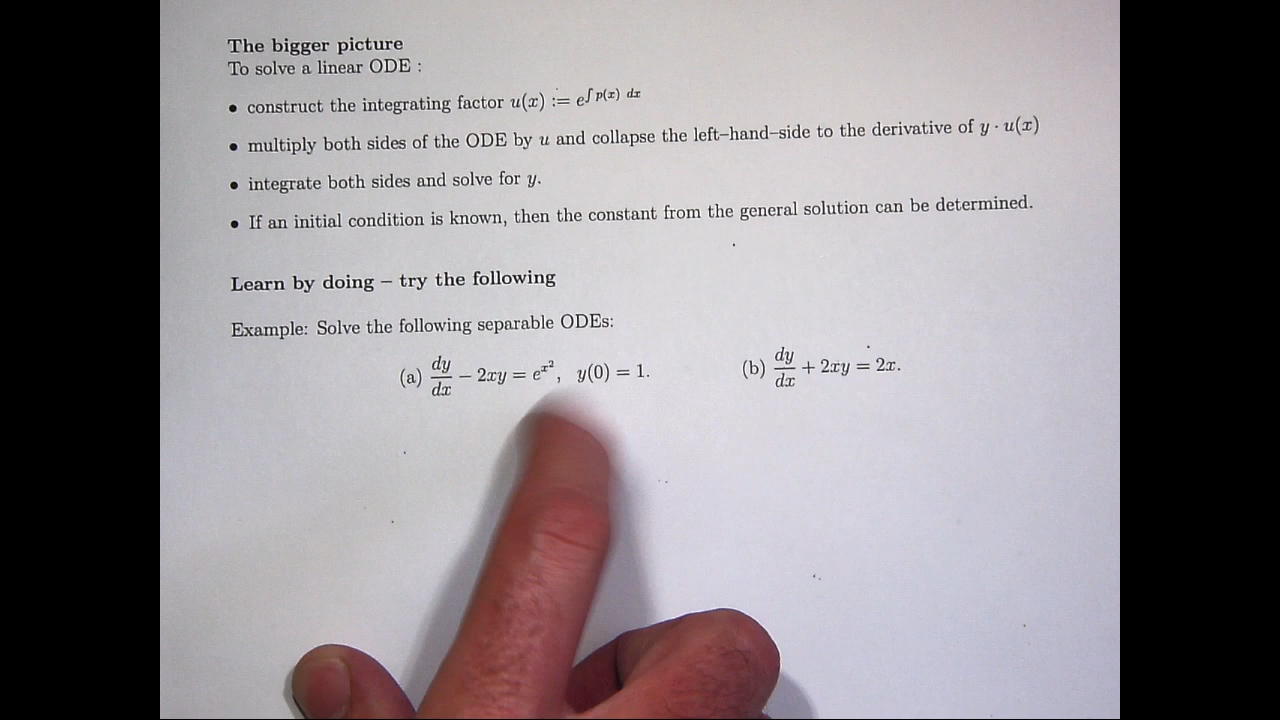 The bigger picture
To solve a linear ODE :
• construct the integrating factor u(x) := e^{∫ p(x) dx}
• multiply both sides of the ODE by u and collapse the left–hand–side to the derivative of y · u(x)
• integrate both sides and solve for y.
• If an initial condition is known, then the constant from the general solution can be determined.
Learn by doing – try the following
Example: Solve the following separable ODEs:
(a) dy/dx − 2xy = e^{x²}, y(0) = 1. (b) dy/dx + 2xy = 2x.